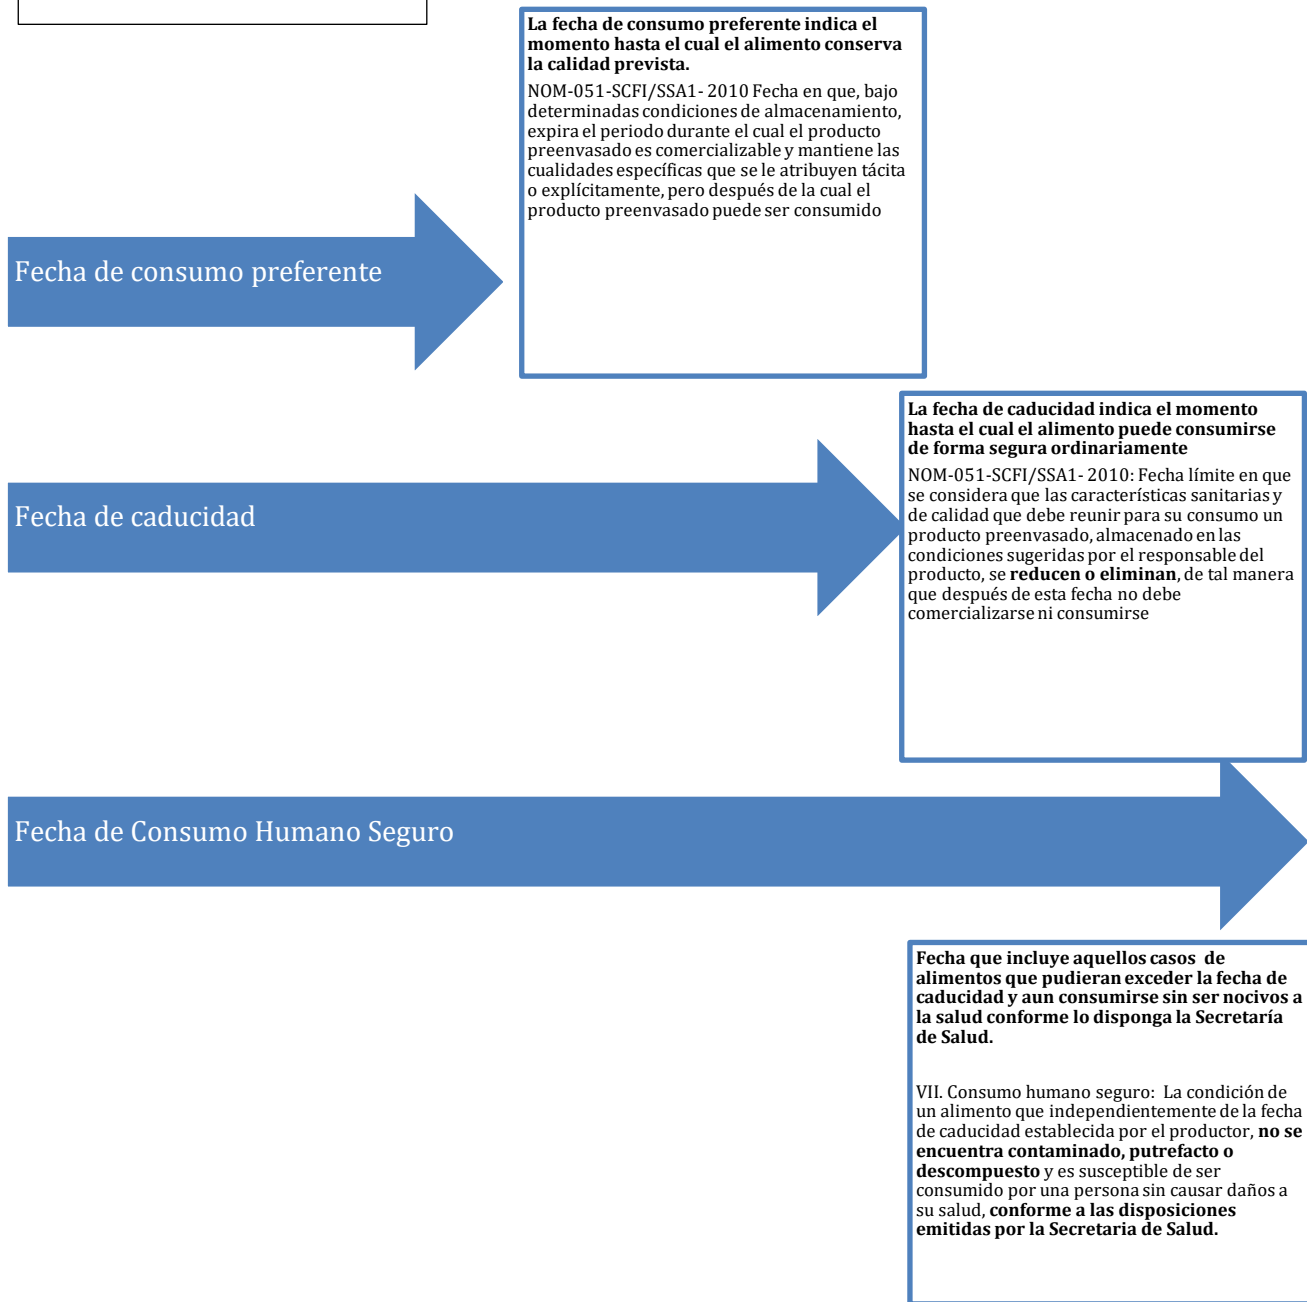 La fecha de consumo preferente indica el
momento hasta el cual el alimento conserva
la calidad prevista.
NOM-051-SCFI/SSA1- 2010 Fecha en que, bajo
determinadas condiciones de almacenamiento,
expira el periodo durante el cual el producto
preenvasado es comercializable y mantiene las
cualidades específicas que se le atribuyen tácita
o explícitamente, pero después de la cual el
producto preenvasado puede ser consumido
Fecha de consumo preferente
La fecha de caducidad indica el momento
hasta el cual el alimento puede consumirse
de forma segura ordinariamente
NOM-051-SCFI/SSA1- 2010: Fecha límite en que
se considera que las características sanitarias y
de calidad que debe reunir para su consumo un
producto preenvasado, almacenado en las
condiciones sugeridas por el responsable del
producto, se reducen o eliminan, de tal manera
que después de esta fecha no debe
comercializarse ni consumirse
Fecha de caducidad
Fecha de Consumo Humano Seguro
Fecha que incluye aquellos casos de
alimentos que pudieran exceder la fecha de
caducidad y aun consumirse sin ser nocivos a
la salud conforme lo disponga la Secretaría
de Salud.
VII. Consumo humano seguro: La condición de
un alimento que independientemente de la fecha
de caducidad establecida por el productor, no se
encuentra contaminado, putrefacto o
descompuesto y es susceptible de ser
consumido por una persona sin causar daños a
su salud, conforme a las disposiciones
emitidas por la Secretaria de Salud.